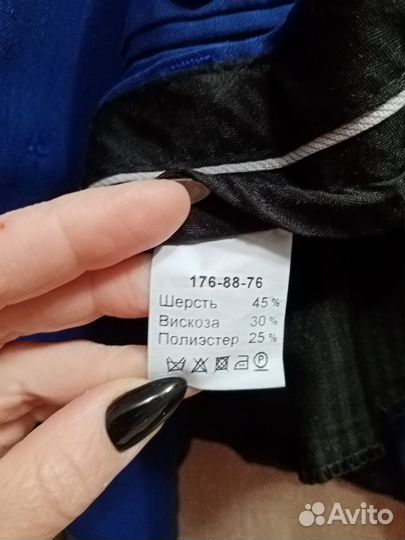 176-88-76
Шерсть 45%
Вискоза 30%
Полиэстер 25%
P
Avito